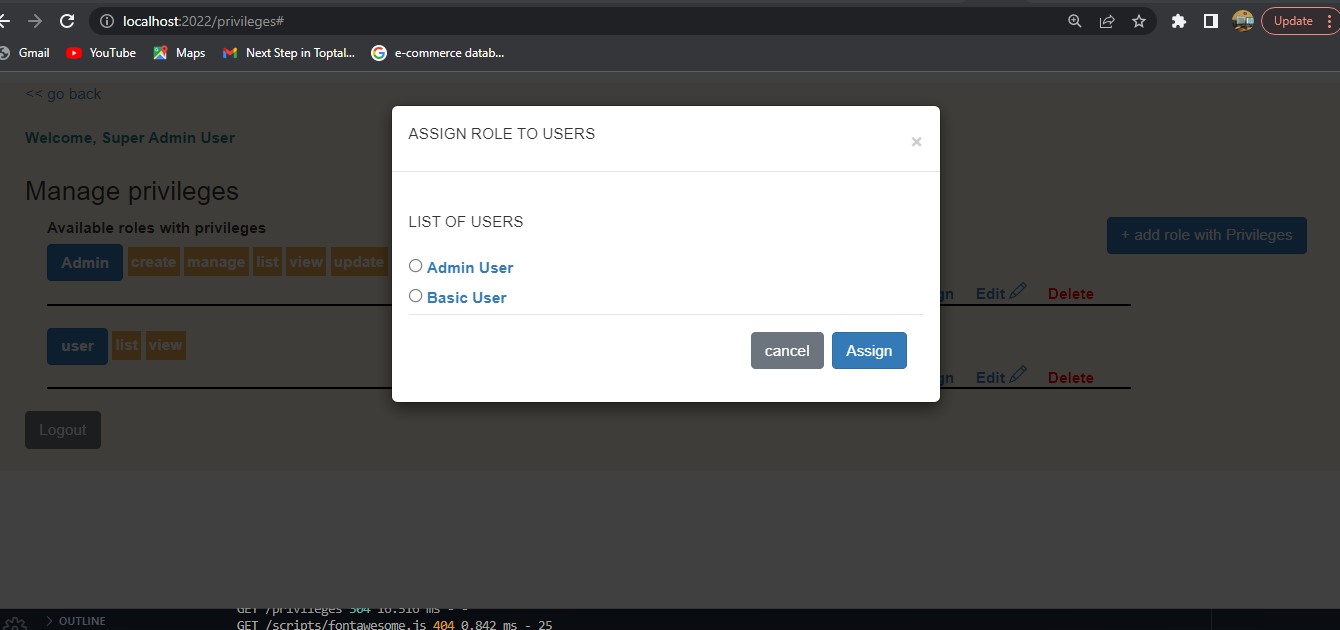 localhost:2022/privileges#
Update
Gmail YouTube Maps Next Step in Toptal... e-commerce datab...
<< go back
Welcome, Super Admin User
Manage privileges
Available roles with privileges
Admin create manage list view update
+ add role with Privileges
gn Edit Delete
user list view
gn Edit Delete
Logout
ASSIGN ROLE TO USERS
×
LIST OF USERS
Admin User
Basic User
cancel Assign
GET /privileges 304 16.516 ms - -
OUTLINE
GET /scripts/fontawesome.js 404 0.842 ms - 25